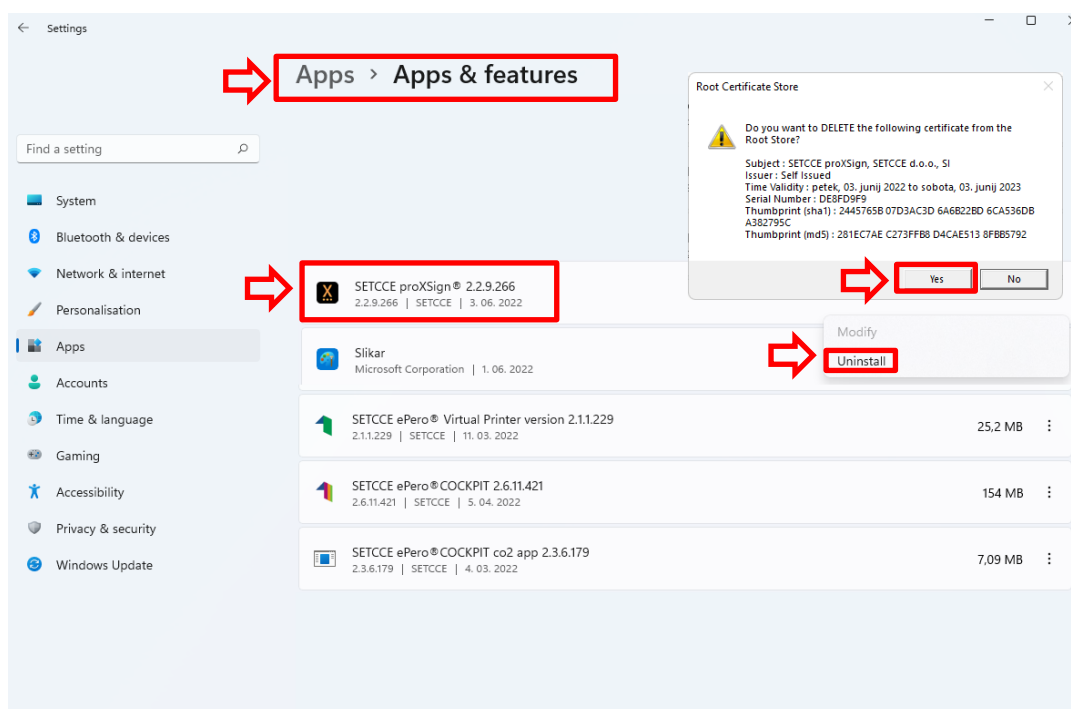 Settings
Apps > Apps & features
Root Certificate Store
Do you want to DELETE the following certificate from the
Root Store?
Subject : SETCCE proXSign, SETCCE d.o.o., SI
Issuer : Self Issued
Time Validity : petek, 03. junij 2022 to sobota, 03. junij 2023
Serial Number : DE8FD9F9
Thumbprint (sha1) : 2445765B 07D3AC3D 6A6B22BD 6CA536DB
A382795C
Thumbprint (md5) : 281EC7AE C273FFB8 D4CAE513 8FBB5792
Yes
No
Find a setting
System
Bluetooth & devices
Network & internet
Personalisation
Apps
Accounts
Time & language
Gaming
Accessibility
Privacy & security
Windows Update
SETCCE proXSign® 2.2.9.266
2.2.9.266 | SETCCE | 3. 06. 2022
Modify
Uninstall
Slikar
Microsoft Corporation | 1. 06. 2022
SETCCE ePero® Virtual Printer version 2.1.1.229
2.1.1.229 | SETCCE | 11. 03. 2022
25,2 MB
SETCCE ePero®COCKPIT 2.6.11.421
2.6.11.421 | SETCCE | 5. 04. 2022
154 MB
SETCCE ePero®COCKPIT co2 app 2.3.6.179
2.3.6.179 | SETCCE | 4. 03. 2022
7,09 MB